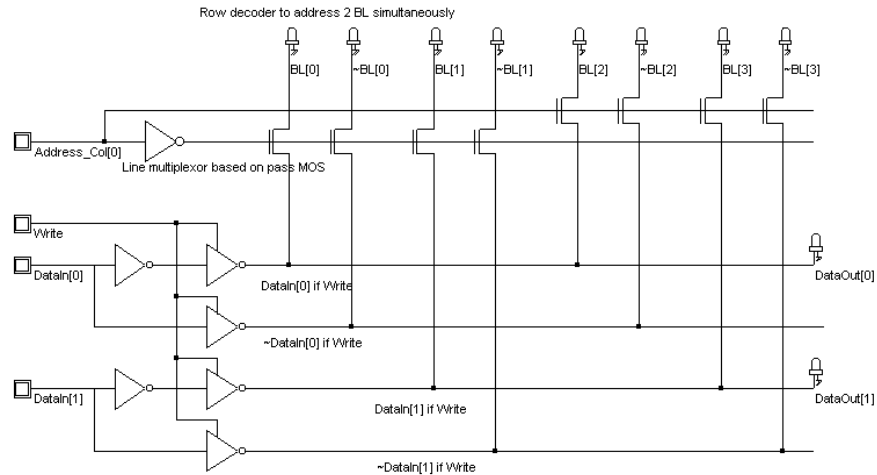 Row decoder to address 2 BL simultaneously
BL[0]
~BL[0]
BL[1]
~BL[1]
BL[2]
~BL[2]
BL[3]
~BL[3]
Address_Col[0]
Line multiplexor based on pass MOS
Write
DataIn[0]
DataIn[0] if Write
DataOut[0]
~DataIn[0] if Write
DataIn[1]
DataIn[1] if Write
DataOut[1]
~DataIn[1] if Write